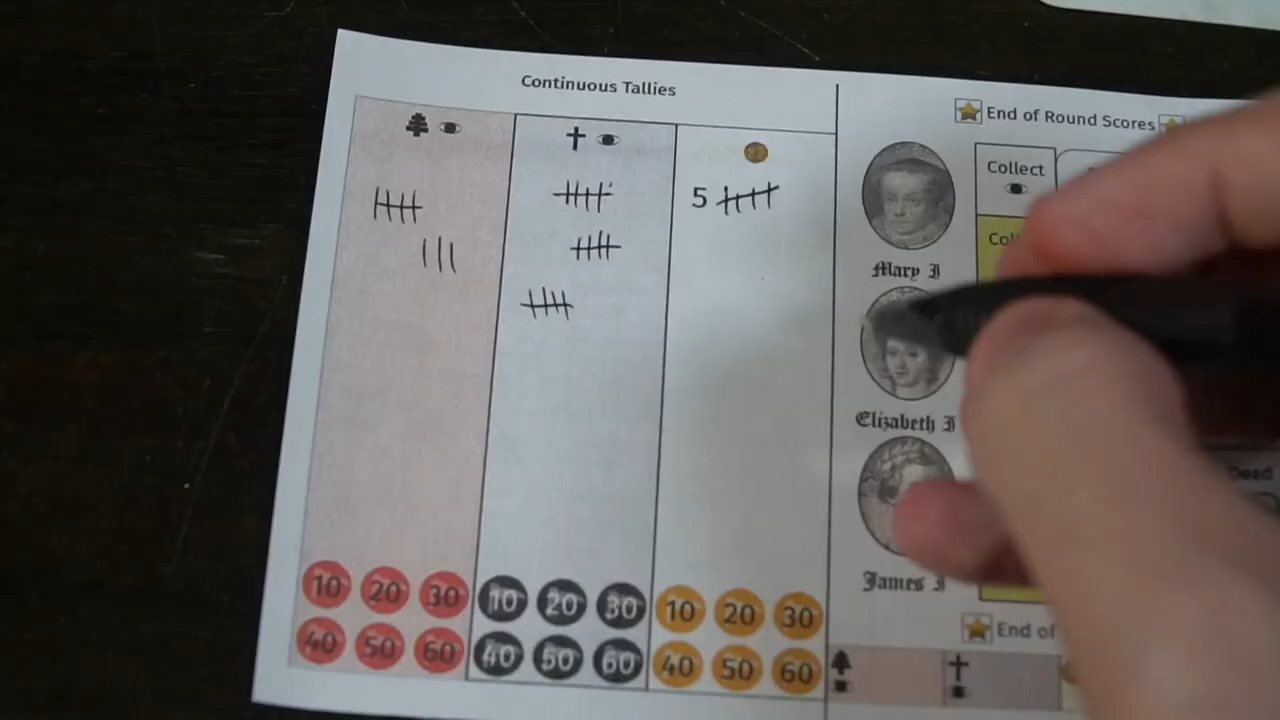 Continuous Tallies
5
10 20 30 10 20 30 10 20 30
40 50 60 40 50 60 40 50 60
End of Round Scores
Collect
Mary I
Elizabeth I
James I
End of